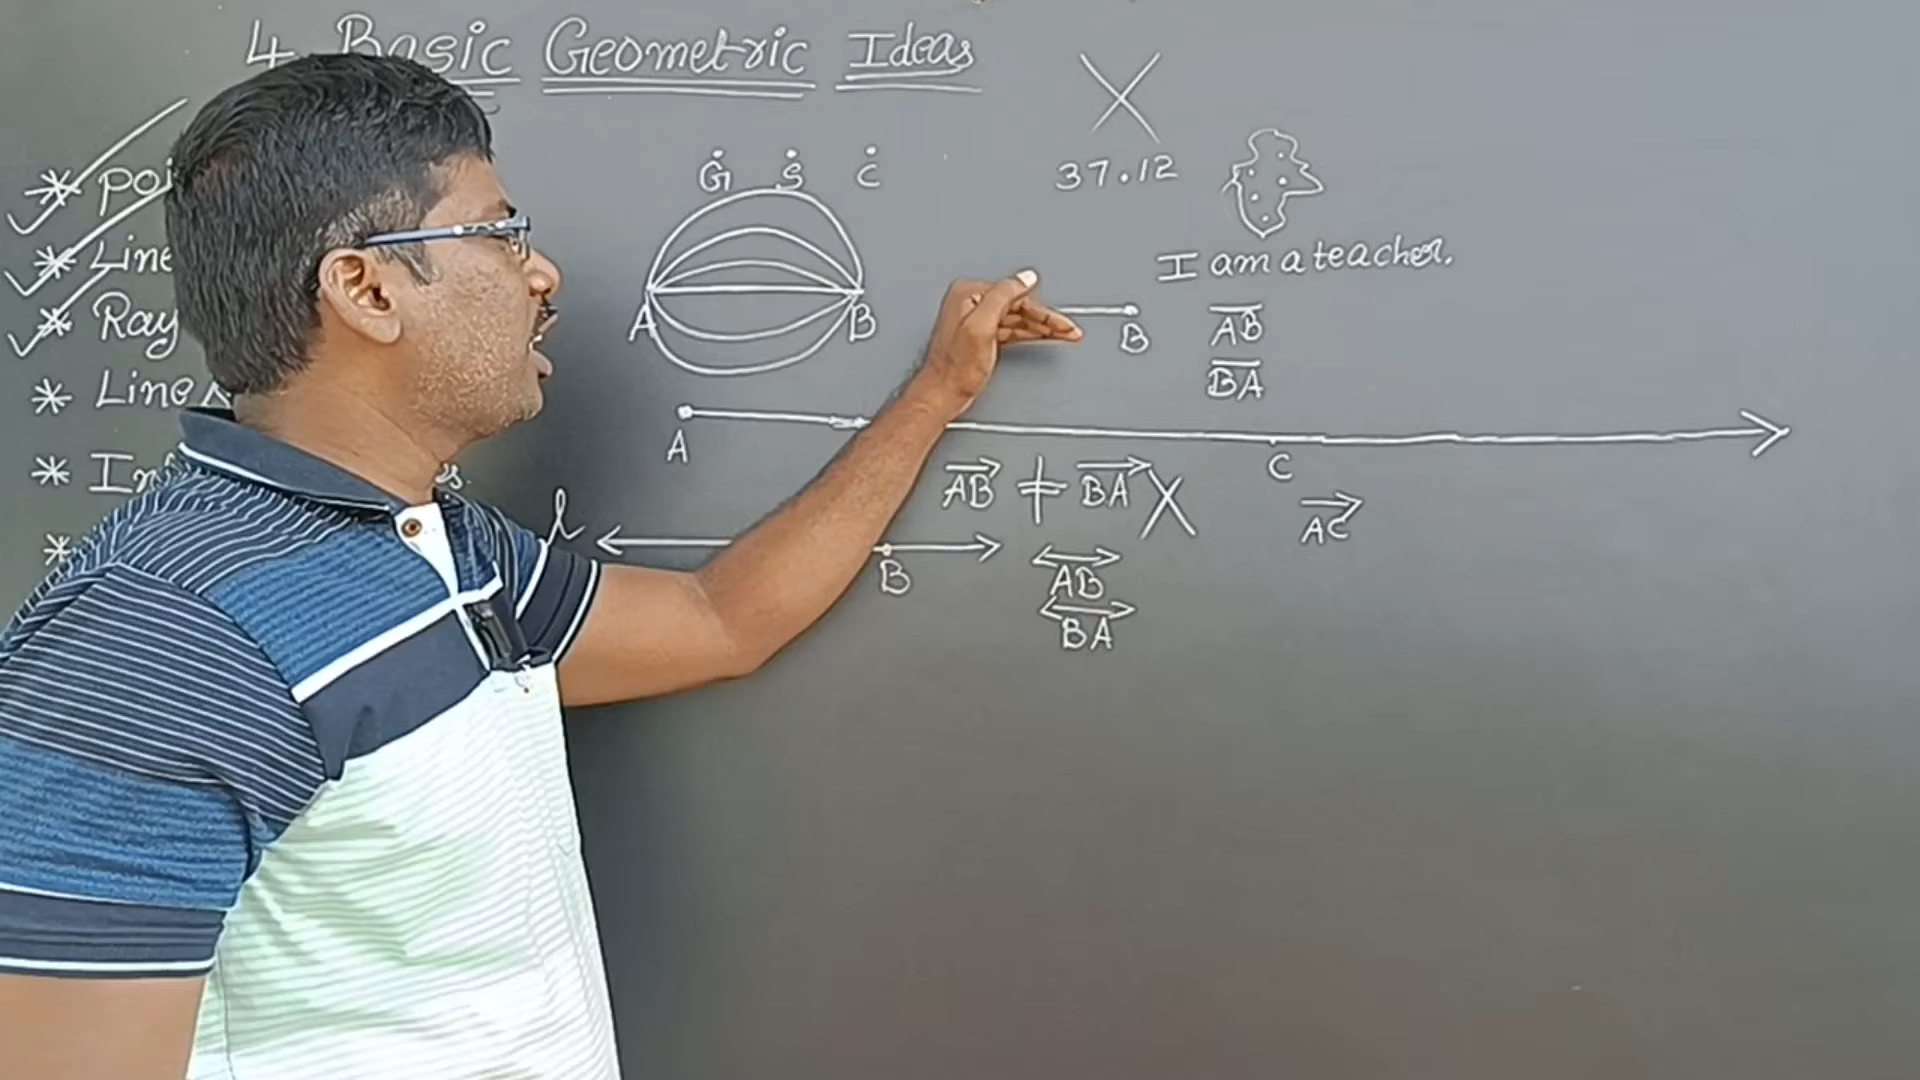 4 Basic Geometric Ideas
* Poi
* Line
* Ray
* Line
*
*
G S C
A B
37.12
I am a teacher.
B
AB
BA
A C
AB ≠ BA X
AC
l B
AB
BA